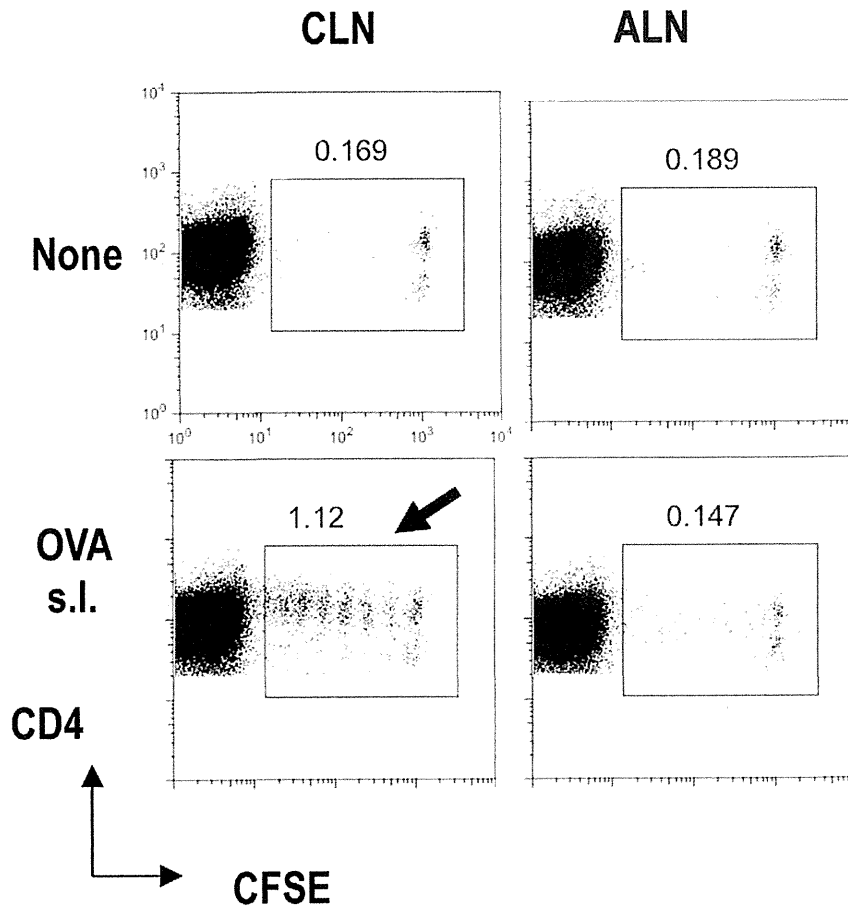 CLN ALN
10⁴
10³
10²
10¹
10⁰
10⁰ 10¹ 10² 10³ 10⁴
None
0.169 0.189
OVA
s.l.
1.12 0.147
CD4
CFSE